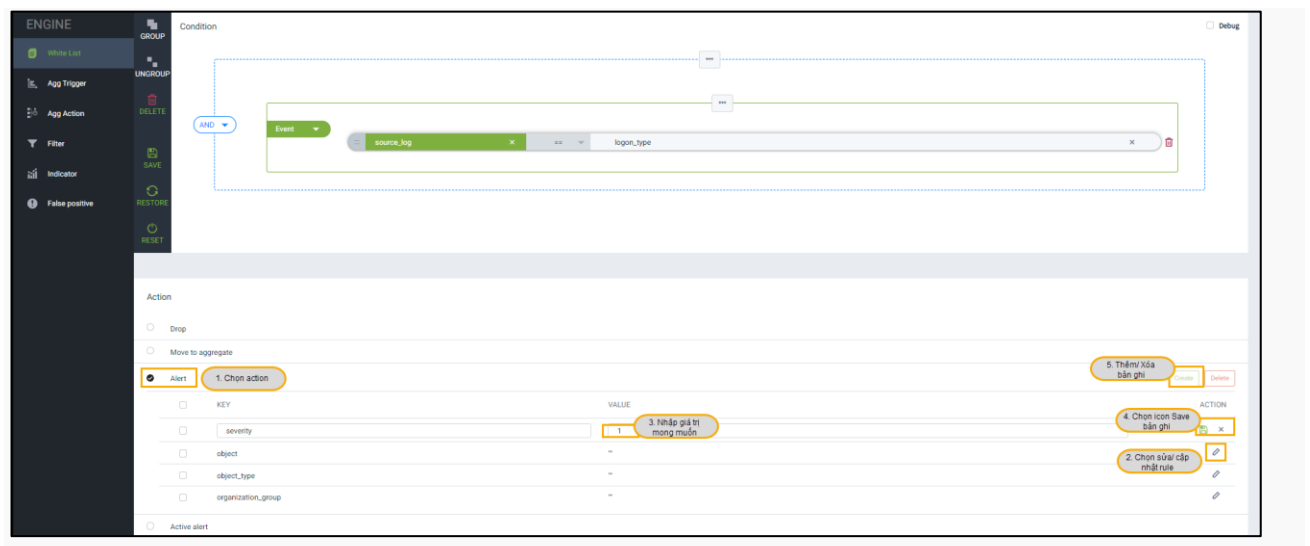 ENGINE
White List
Agg Trigger
Agg Action
Filter
Indicator
False positive
GROUP
UNGROUP
DELETE
SAVE
RESTORE
RESET
Condition
Debug
AND
Event
source_log × == logon_type ×
Action
Drop
Move to aggregate
Alert
1. Chọn action
5. Thêm/ Xóa
bản ghi
Create Delete
KEY VALUE ACTION
severity 1
3. Nhập giá trị
mong muốn
4. Chọn icon Save
bản ghi
object ""
2. Chọn sửa/ cập
nhật rule
object_type ""
organization_group ""
Active alert